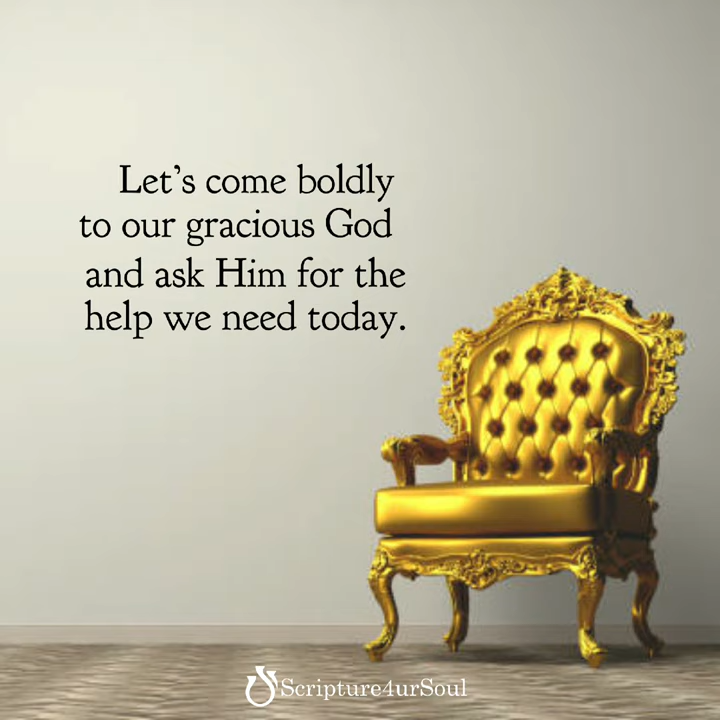 Let's come boldly
to our gracious God
and ask Him for the
help we need today.
Scripture4urSoul